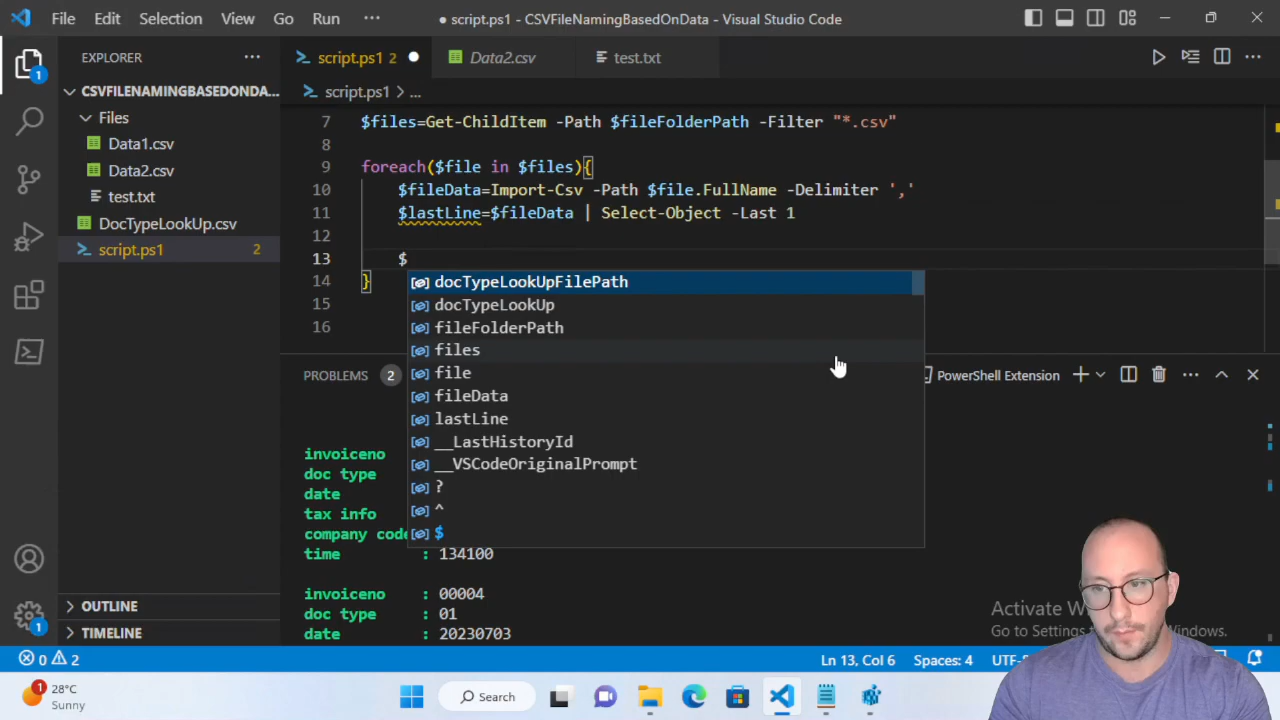 File Edit Selection View Go Run ··· ● script.ps1 - CSVFileNamingBasedOnData - Visual Studio Code
EXPLORER ···
script.ps1 2 ● Data2.csv test.txt
script.ps1 > ...
CSVFILENAMINGBASEDONDA...
Files
Data1.csv
Data2.csv
test.txt
DocTypeLookUp.csv
script.ps1 2
7 $files=Get-ChildItem -Path $fileFolderPath -Filter "*.csv"
8
9 foreach($file in $files){
10 $fileData=Import-Csv -Path $file.FullName -Delimiter ','
11 $lastLine=$fileData | Select-Object -Last 1
12
13 $
14 }
15
16
docTypeLookUpFilePath
docTypeLookUp
fileFolderPath
files
file
fileData
lastLine
__LastHistoryId
__VSCodeOriginalPrompt
?
^
$
PROBLEMS 2 PowerShell Extension
invoiceno
doc type
date
tax info
company code
time : 134100
invoiceno : 00004
doc type : 01
date : 20230703
OUTLINE
TIMELINE
1
1
Activate
Go to Settings Windows.
0 2 Ln 13, Col 6 Spaces: 4 UTF-
1 28°C
Sunny
Search